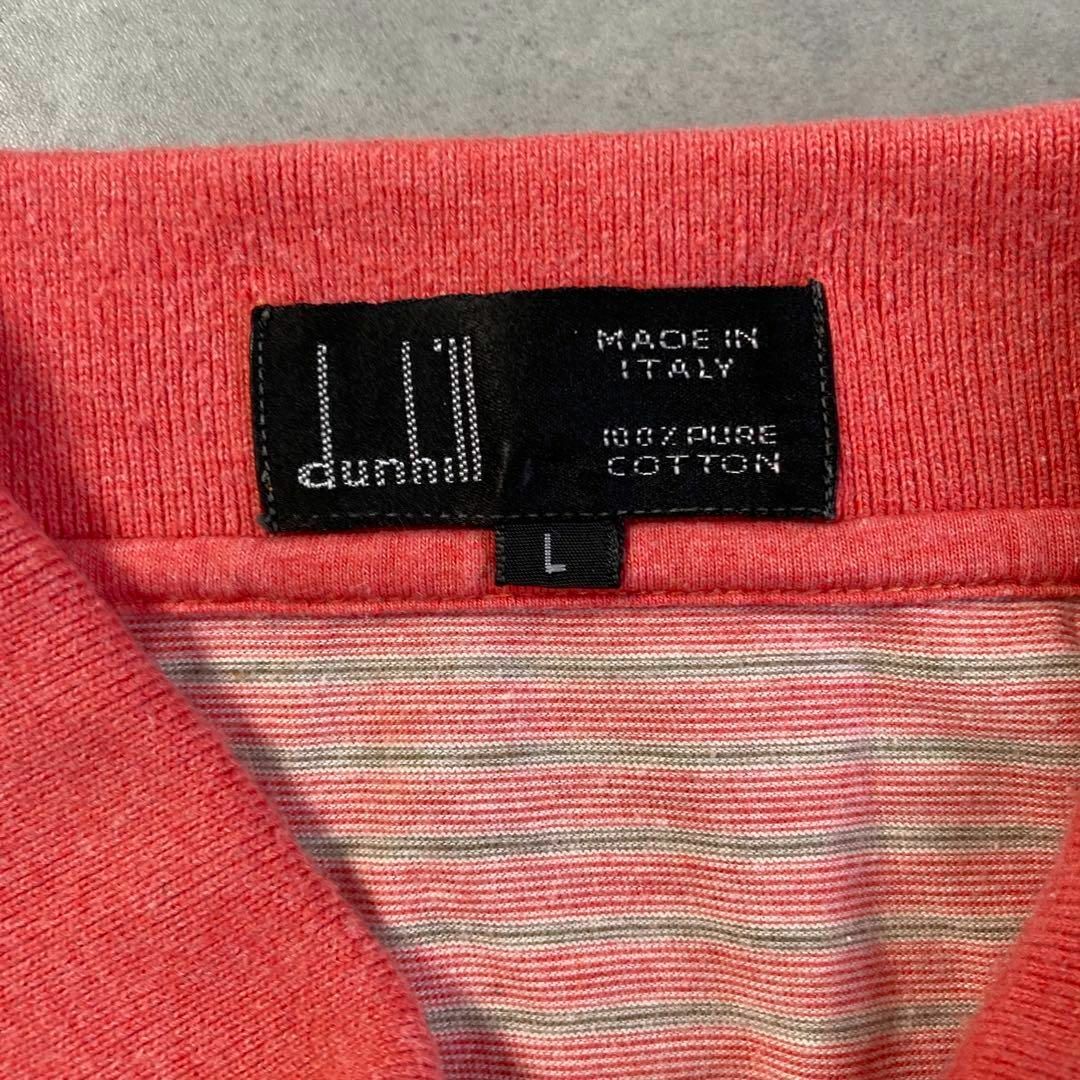 dunhill
MADE IN
ITALY
100% PURE
COTTON
L